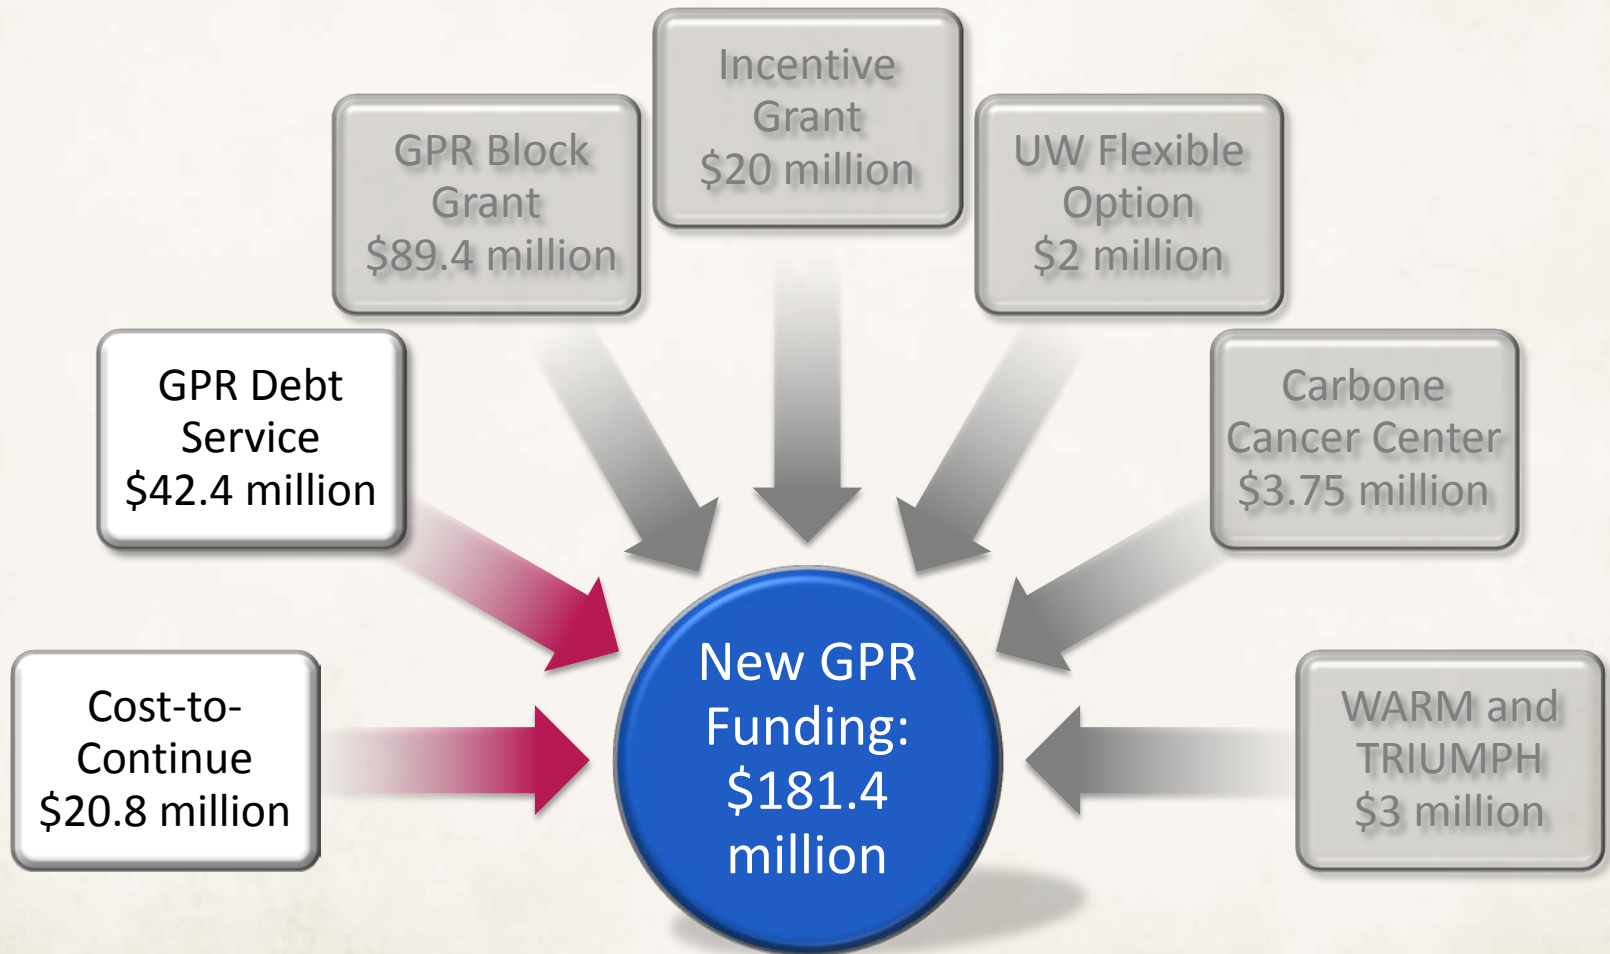 Incentive
Grant
$20 million
GPR Block
Grant
$89.4 million
UW Flexible
Option
$2 million
GPR Debt
Service
$42.4 million
Carbone
Cancer Center
$3.75 million
Cost-to-
Continue
$20.8 million
New GPR
Funding:
$181.4
million
WARM and
TRIUMPH
$3 million